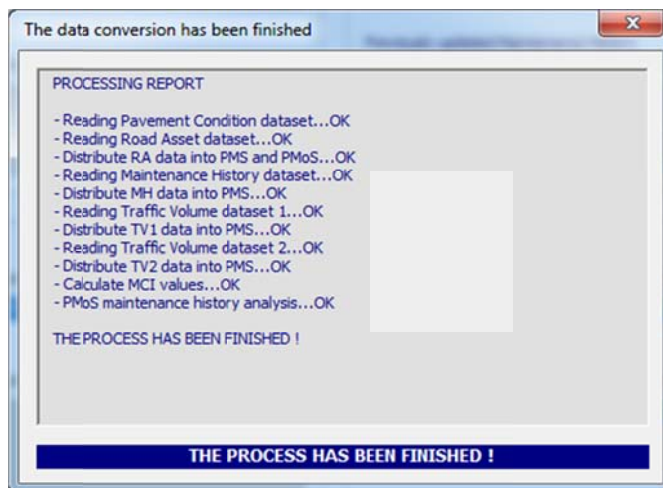 The data conversion has been finished
PROCESSING REPORT
- Reading Pavement Condition dataset...OK
- Reading Road Asset dataset...OK
- Distribute RA data into PMS and PMoS...OK
- Reading Maintenance History dataset...OK
- Distribute MH data into PMS...OK
- Reading Traffic Volume dataset 1...OK
- Distribute TV1 data into PMS...OK
- Reading Traffic Volume dataset 2...OK
- Distribute TV2 data into PMS...OK
- Calculate MCI values...OK
- PMoS maintenance history analysis...OK
THE PROCESS HAS BEEN FINISHED !
THE PROCESS HAS BEEN FINISHED !